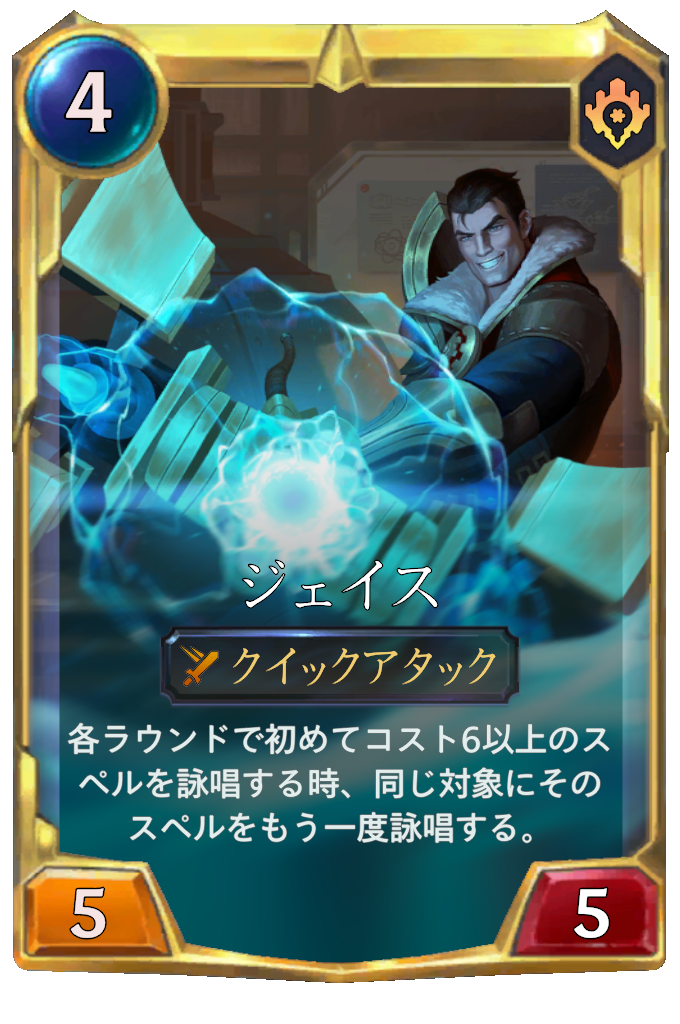 4
ジェイス
クイックアタック
各ラウンドで初めてコスト6以上のス
ペルを詠唱する時、同じ対象にその
スペルをもう一度詠唱する。
5
5